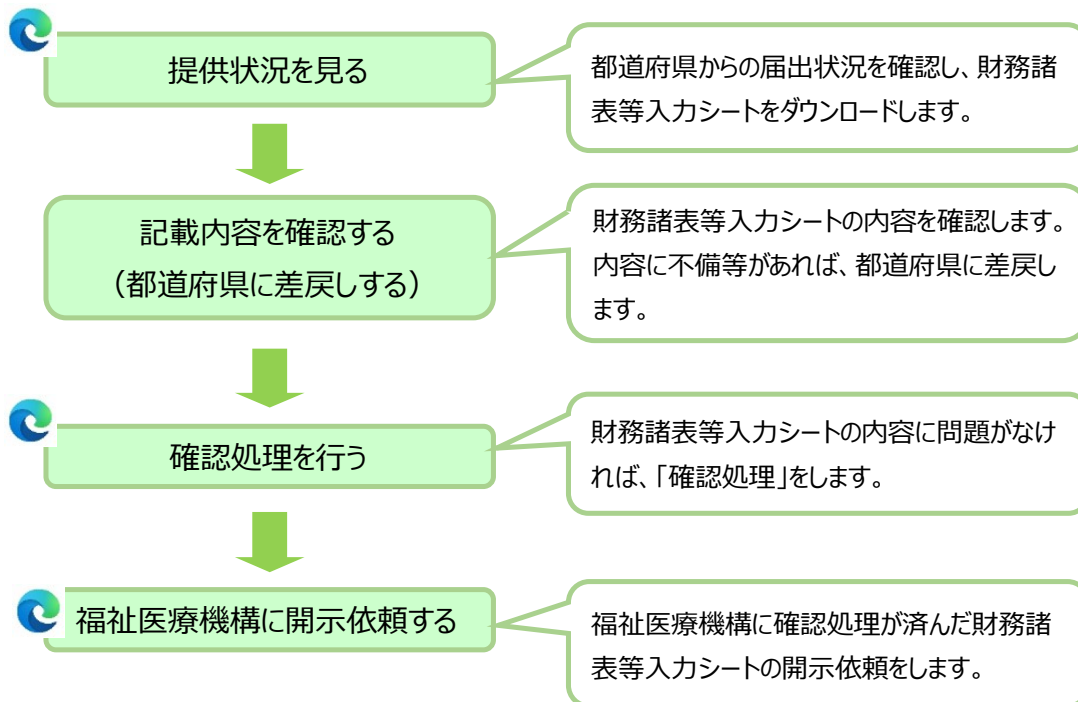 提供状況を見る
都道府県からの届出状況を確認し、財務諸
表等入力シートをダウンロードします。
記載内容を確認する
（都道府県に差戻しする）
財務諸表等入力シートの内容を確認します。
内容に不備等があれば、都道府県に差戻し
ます。
確認処理を行う
財務諸表等入力シートの内容に問題がなけ
れば、「確認処理」をします。
福祉医療機構に開示依頼する
福祉医療機構に確認処理が済んだ財務諸
表等入力シートの開示依頼をします。